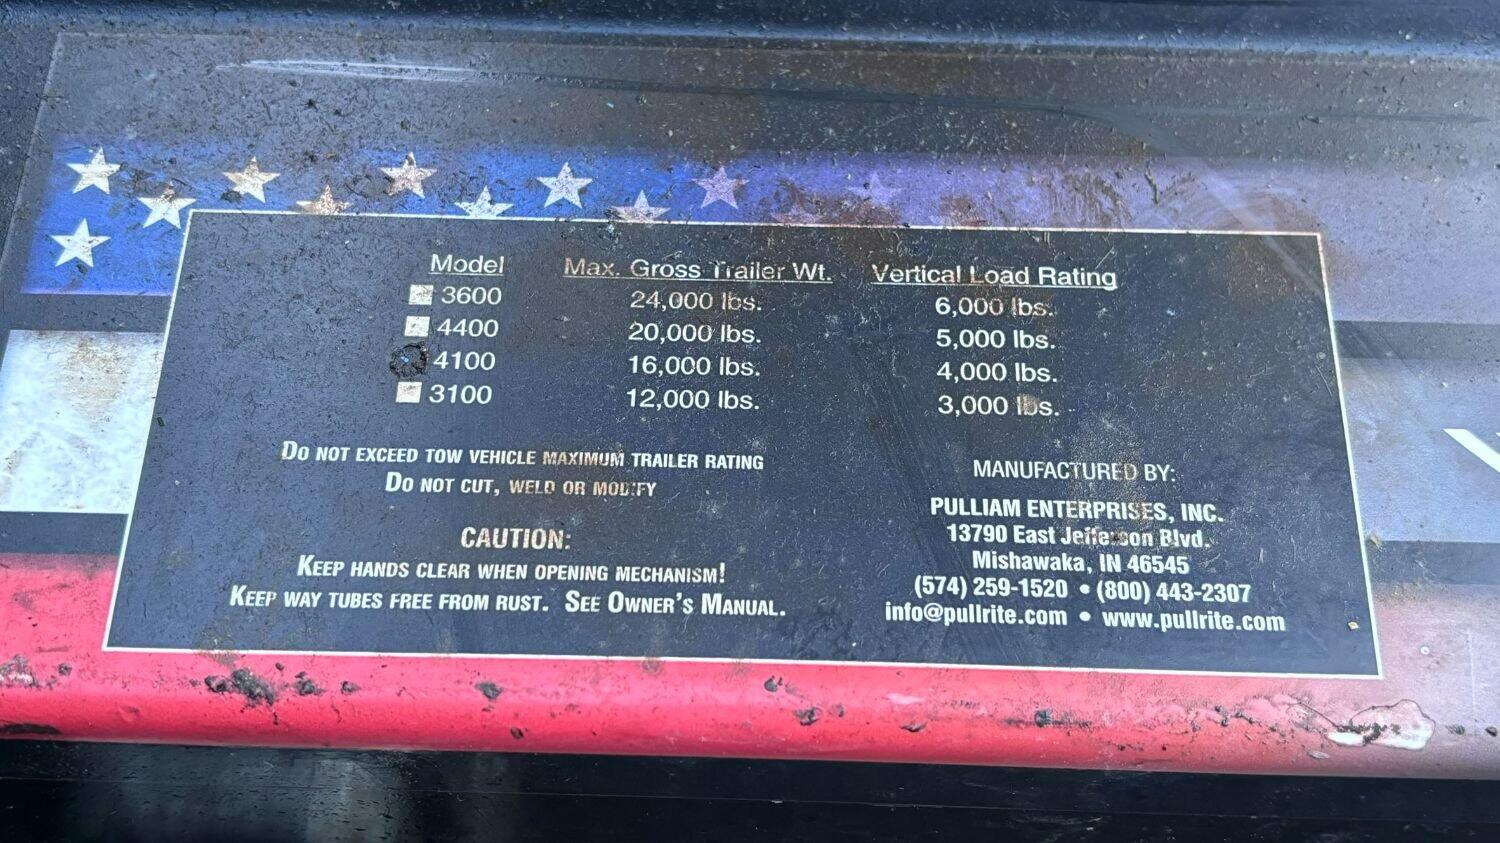 Model Max. Gross Trailer Wt. Vertical Load Rating
3600 24,000 lbs. 6,000 lbs.
4400 20,000 lbs. 5,000 lbs.
4100 16,000 lbs. 4,000 lbs.
3100 12,000 lbs. 3,000 lbs.
DO NOT EXCEED TOW VEHICLE MAXIMUM TRAILER RATING
DO NOT CUT, WELD OR MODIFY
CAUTION:
KEEP HANDS CLEAR WHEN OPENING MECHANISM!
KEEP WAY TUBES FREE FROM RUST. SEE OWNER'S MANUAL.
MANUFACTURED BY:
PULLIAM ENTERPRISES, INC.
13790 East Jefferson Blvd.
Mishawaka, IN 46545
(574) 259-1520 • (800) 443-2307
info@pullrite.com • www.pullrite.com